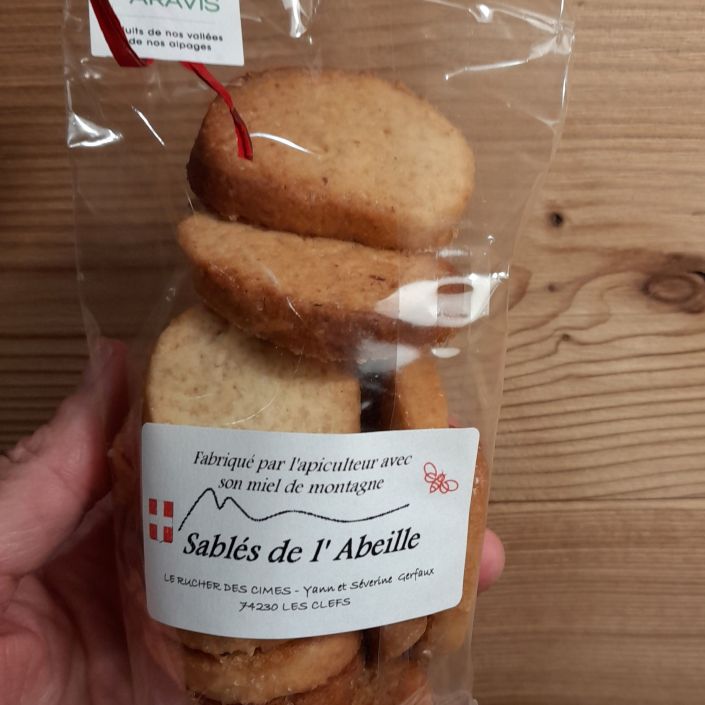 ARAVIS
uits de nos vallées
de nos alpages
Fabriqué par l'apiculteur avec
son miel de montagne
Sablés de l' Abeille
LE RUCHER DES CIMES - Yann et Séverine Gerfaux
74230 LES CLEFS